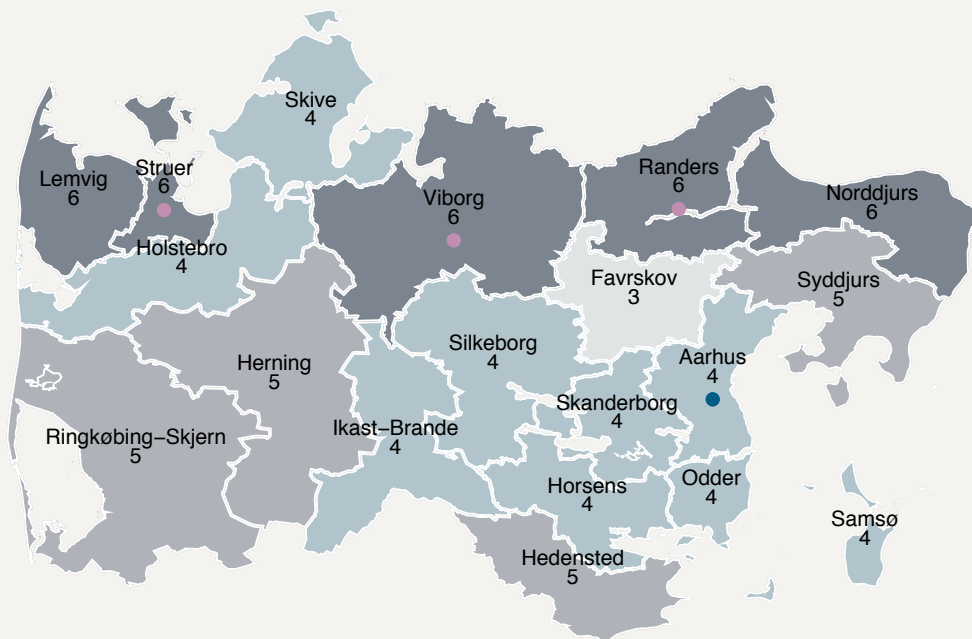 Skive
4
Struer
6
Randers
6
Lemvig
6
Norddjurs
6
Viborg
6
Holstebro
4
Favrskov
3
Syddjurs
5
Silkeborg
4
Aarhus
4
Herning
5
Skanderborg
4
Ikast−Brande
4
Ringkøbing−Skjern
5
Odder
4
Horsens
4
Samsø
4
Hedensted
5